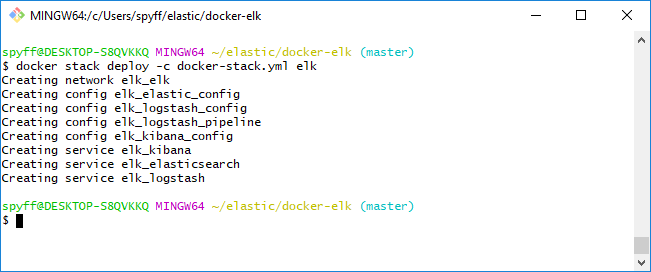 MINGW64:/c/Users/spyff/elastic/docker-elk
spyff@DESKTOP-S8QVKKQ MINGW64 ~/elastic/docker-elk (master)
$ docker stack deploy -c docker-stack.yml elk
Creating network elk_elk
Creating config elk_elastic_config
Creating config elk_logstash_config
Creating config elk_logstash_pipeline
Creating config elk_kibana_config
Creating service elk_kibana
Creating service elk_elasticsearch
Creating service elk_logstash
spyff@DESKTOP-S8QVKKQ MINGW64 ~/elastic/docker-elk (master)
$